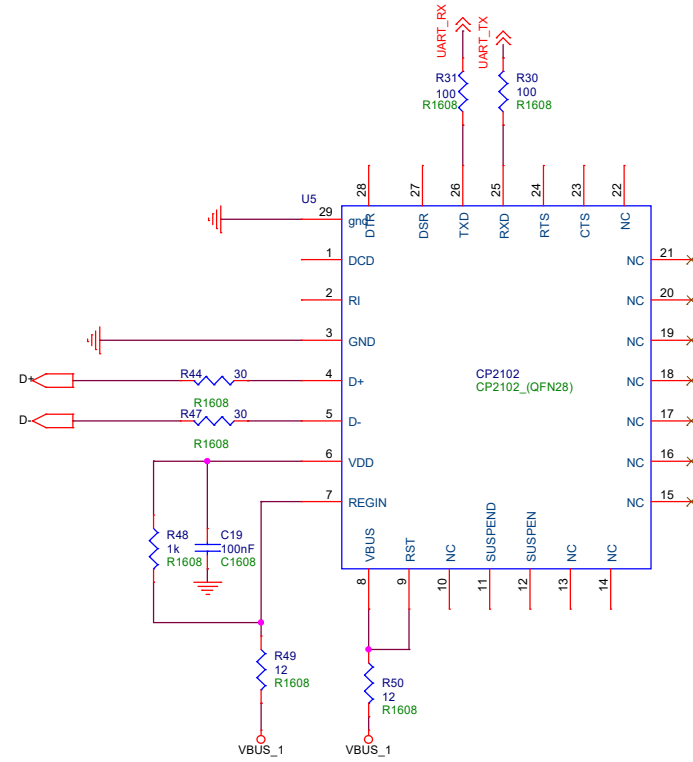 UART_RX
UART_TX
R31
100
R1608
R30
100
R1608
U5
28
27
26
25
24
23
22
DTR
DSR
TXD
RXD
RTS
CTS
NC
29 gnd
1 DCD
2 RI
3 GND
4 D+
5 D-
6 VDD
7 REGIN
NC 21
NC 20
NC 19
NC 18
NC 17
NC 16
NC 15
CP2102
CP2102_(QFN28)
D+
R44 30
R1608
D-
R47 30
R1608
R48
1k
R1608
C19
100nF
C1608
VBUS
RST
NC
SUSPEND
SUSPEN
NC
NC
8
9
10
11
12
13
14
R49
12
R1608
VBUS_1
R50
12
R1608
VBUS_1